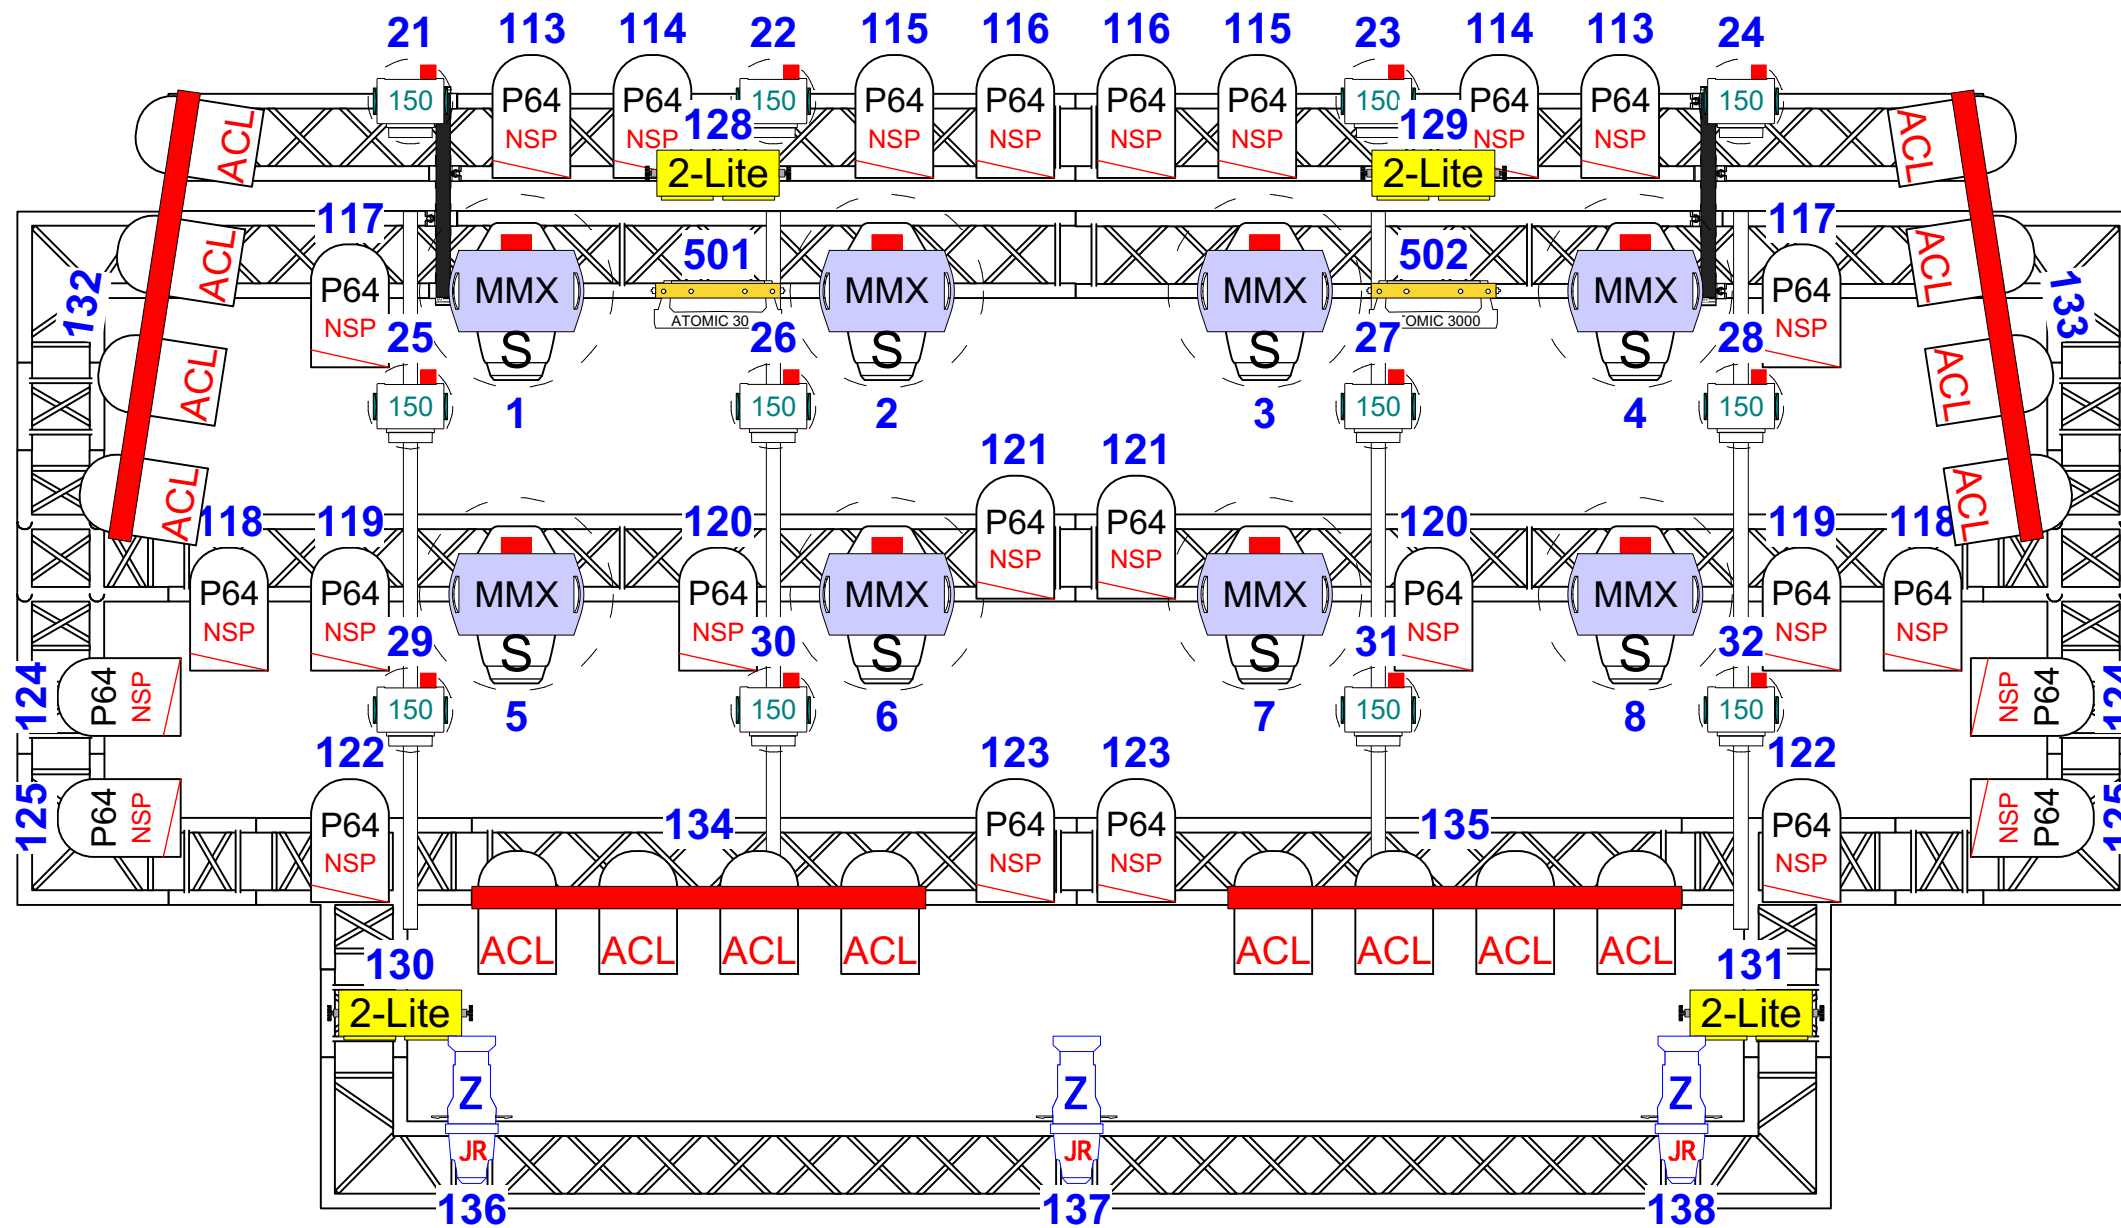 21 113 114 22 115 116 116 115 23 114 113 24
150 P64 P64 150 P64 P64 P64 P64 150 P64 P64 150
NSP NSP NSP NSP NSP NSP NSP NSP
128 129
2-Lite 2-Lite
ACL ACL
117 501 502 117
ACL ACL
132 133
P64 MMX MMX MMX MMX P64
NSP NSP
ATOMIC 30 OMIC 3000
S S S S
25 26 27 28
ACL ACL
150 150 150 150
1 2 3 4
121 121
ACL ACL
118 119 120 P64 P64 120 119 118
NSP NSP
P64 P64 MMX P64 MMX MMX P64 MMX P64 P64
NSP NSP NSP NSP NSP NSP
29 S 30 S S 31 S 32
124 P64 NSP NSP P64 124
150 150 150 150
5 6 7 8
122 123 123 122
125 P64 NSP NSP P64 125
P64 134 P64 P64 135 P64
NSP NSP NSP NSP
ACL ACL ACL ACL ACL ACL ACL ACL
130 131
2-Lite 2-Lite
Z Z Z
JR JR JR
136 137 138